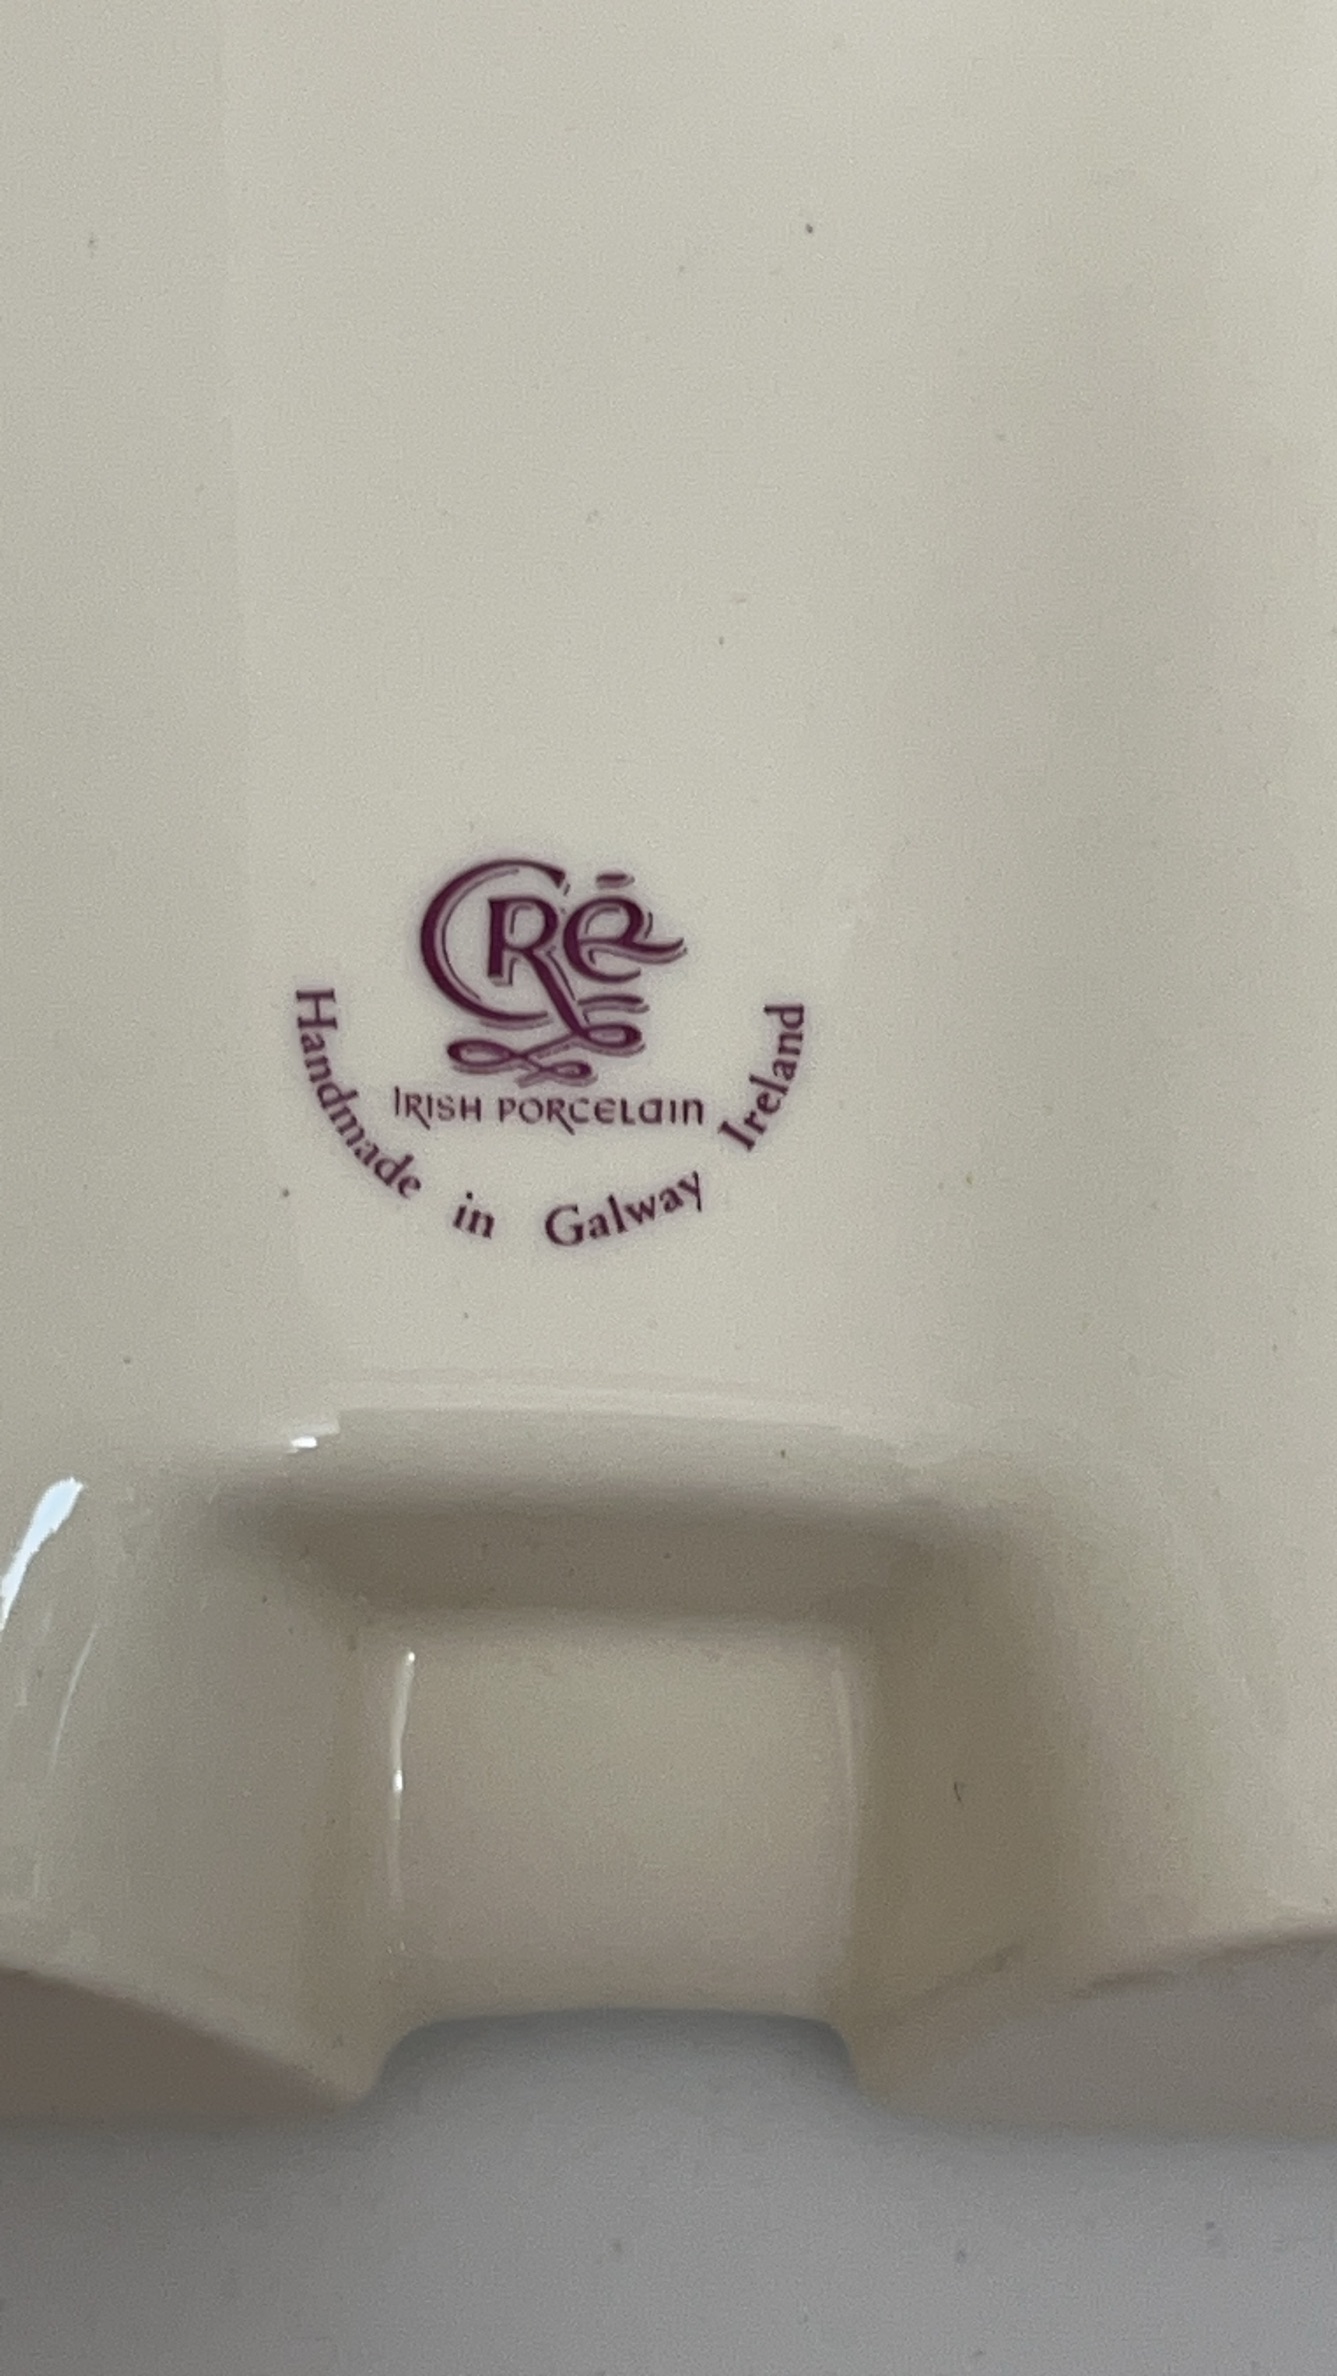 CRé
IRISH PORCELAIN
Handmade in Galway Ireland